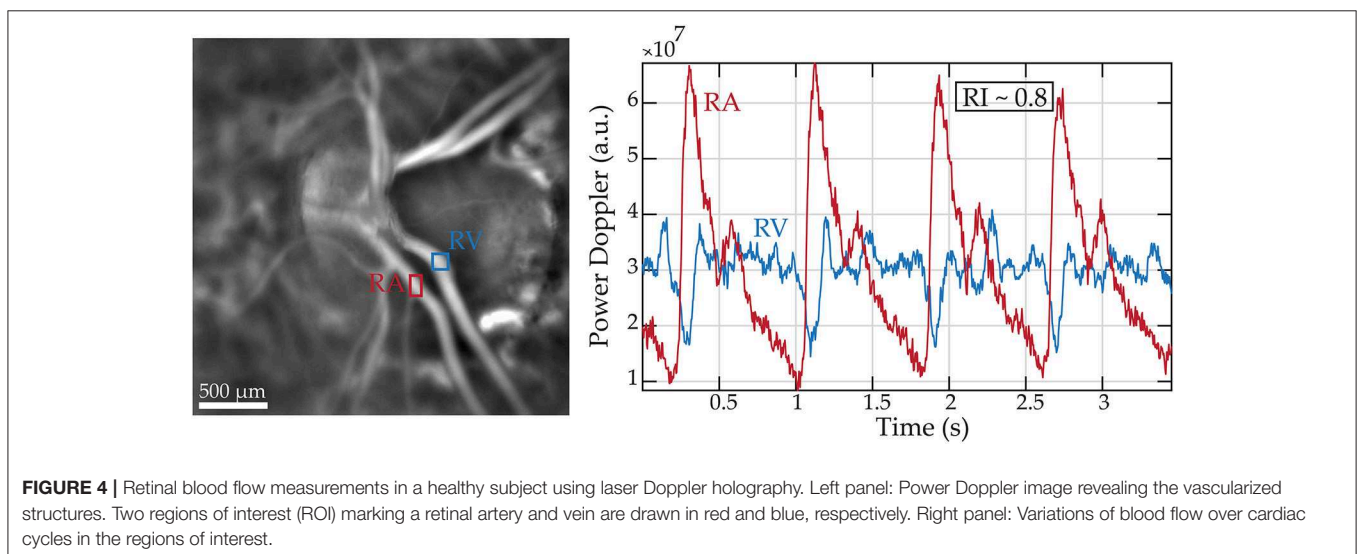 RV
RA
500 µm
×10⁷
6
5
4
3
2
1
Power Doppler (a.u.)
RA
RV
RI ~ 0.8
0.5 1 1.5 2 2.5 3
Time (s)
FIGURE 4 | Retinal blood flow measurements in a healthy subject using laser Doppler holography. Left panel: Power Doppler image revealing the vascularized
structures. Two regions of interest (ROI) marking a retinal artery and vein are drawn in red and blue, respectively. Right panel: Variations of blood flow over cardiac
cycles in the regions of interest.